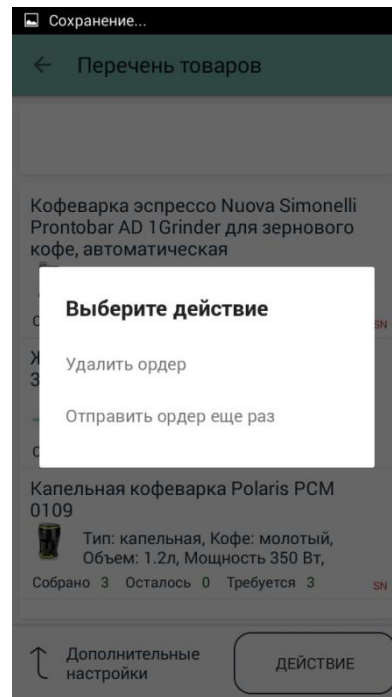 Сохранение...
Перечень товаров
Кофеварка эспрессо Nuova Simonelli
Prontobar AD 1Grinder для зернового
кофе, автоматическая
С
SN
Выберите действие
Удалить ордер
Отправить ордер еще раз
Ж
3
С
Капельная кофеварка Polaris PCM
0109
Тип: капельная, Кофе: молотый,
Объем: 1.2л, Мощность 350 Вт,
Собрано 3 Осталось 0 Требуется 3
SN
Дополнительные
настройки
ДЕЙСТВИЕ